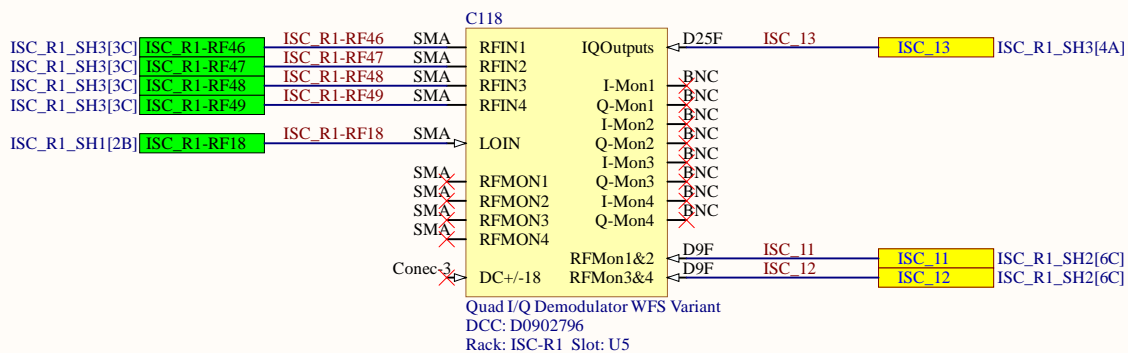 C118
ISC_R1_SH3[3C] ISC_R1-RF46 ISC_R1-RF46 SMA RFIN1 IQOutputs D25F ISC_13 ISC_13 ISC_R1_SH3[4A]
ISC_R1_SH3[3C] ISC_R1-RF47 ISC_R1-RF47 SMA RFIN2
ISC_R1_SH3[3C] ISC_R1-RF48 ISC_R1-RF48 SMA RFIN3 I-Mon1 BNC
ISC_R1_SH3[3C] ISC_R1-RF49 ISC_R1-RF49 SMA RFIN4 Q-Mon1 BNC
I-Mon2 BNC
ISC_R1_SH1[2B] ISC_R1-RF18 ISC_R1-RF18 SMA LOIN Q-Mon2 BNC
I-Mon3 BNC
SMA RFMON1 Q-Mon3 BNC
SMA RFMON2 I-Mon4 BNC
SMA RFMON3 Q-Mon4 BNC
SMA RFMON4
RFMon1&2 D9F ISC_11 ISC_11 ISC_R1_SH2[6C]
Conec-3 DC+/-18 RFMon3&4 D9F ISC_12 ISC_12 ISC_R1_SH2[6C]
Quad I/Q Demodulator WFS Variant
DCC: D0902796
Rack: ISC-R1 Slot: U5